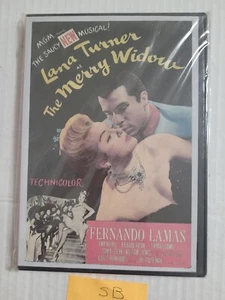 MGM
THE SAUCY NEW MUSICAL!
Lana Turner
in
The Merry Widow
TECHNICOLOR
FERNANDO LAMAS
SB